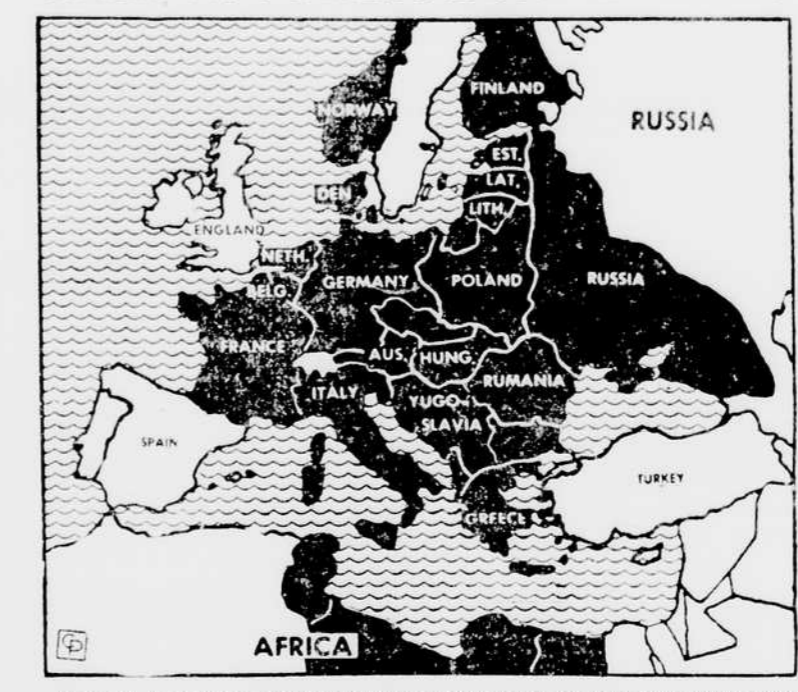 FINLAND
NORWAY
RUSSIA
EST.
LAT.
DEN
LITH.
ENGLAND
NETH.
GERMANY
POLAND
RUSSIA
BELG.
FRANCE
AUS.
HUNG.
ITALY
RUMANIA
YUGO-
SLAVIA
SPAIN
TURKEY
GREECE
AFRICA
CP